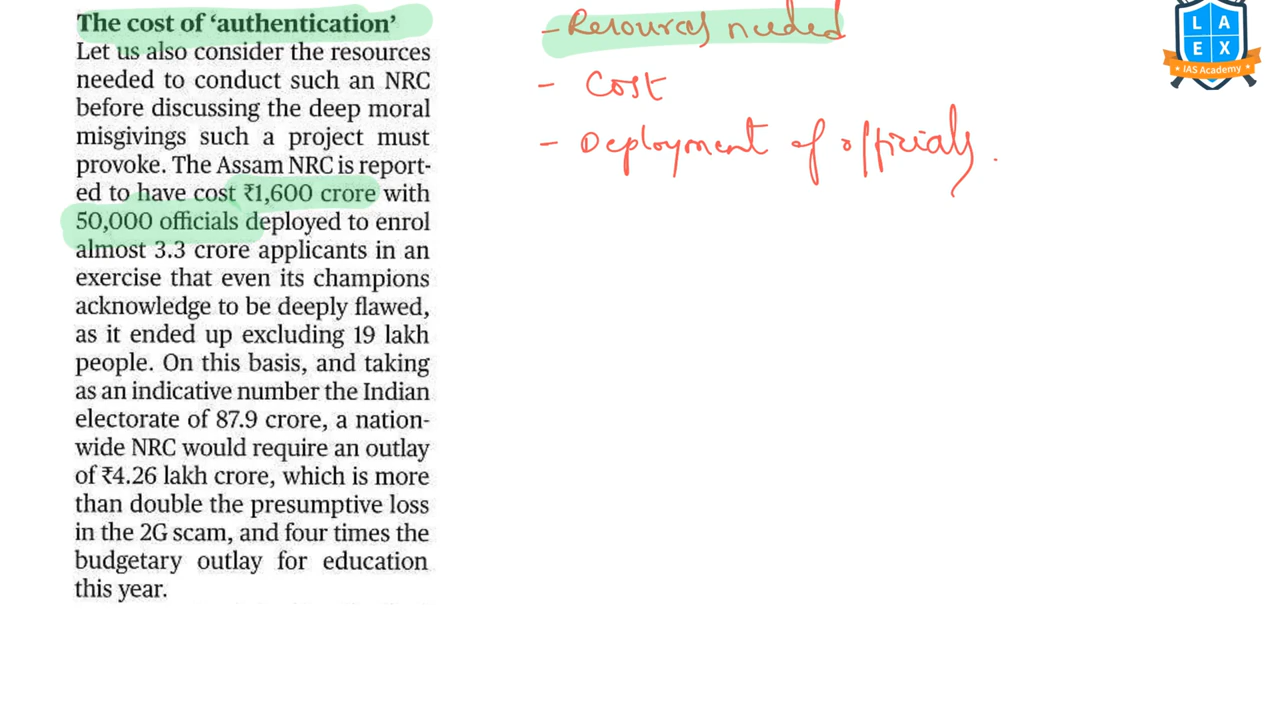 The cost of ‘authentication’
Let us also consider the resources
needed to conduct such an NRC
before discussing the deep moral
misgivings such a project must
provoke. The Assam NRC is report-
ed to have cost ₹1,600 crore with
50,000 officials deployed to enrol
almost 3.3 crore applicants in an
exercise that even its champions
acknowledge to be deeply flawed,
as it ended up excluding 19 lakh
people. On this basis, and taking
as an indicative number the Indian
electorate of 87.9 crore, a nation-
wide NRC would require an outlay
of ₹4.26 lakh crore, which is more
than double the presumptive loss
in the 2G scam, and four times the
budgetary outlay for education
this year.
- Resources needed
- Cost
- Deployment of officials.
L A
E X
IAS Academy